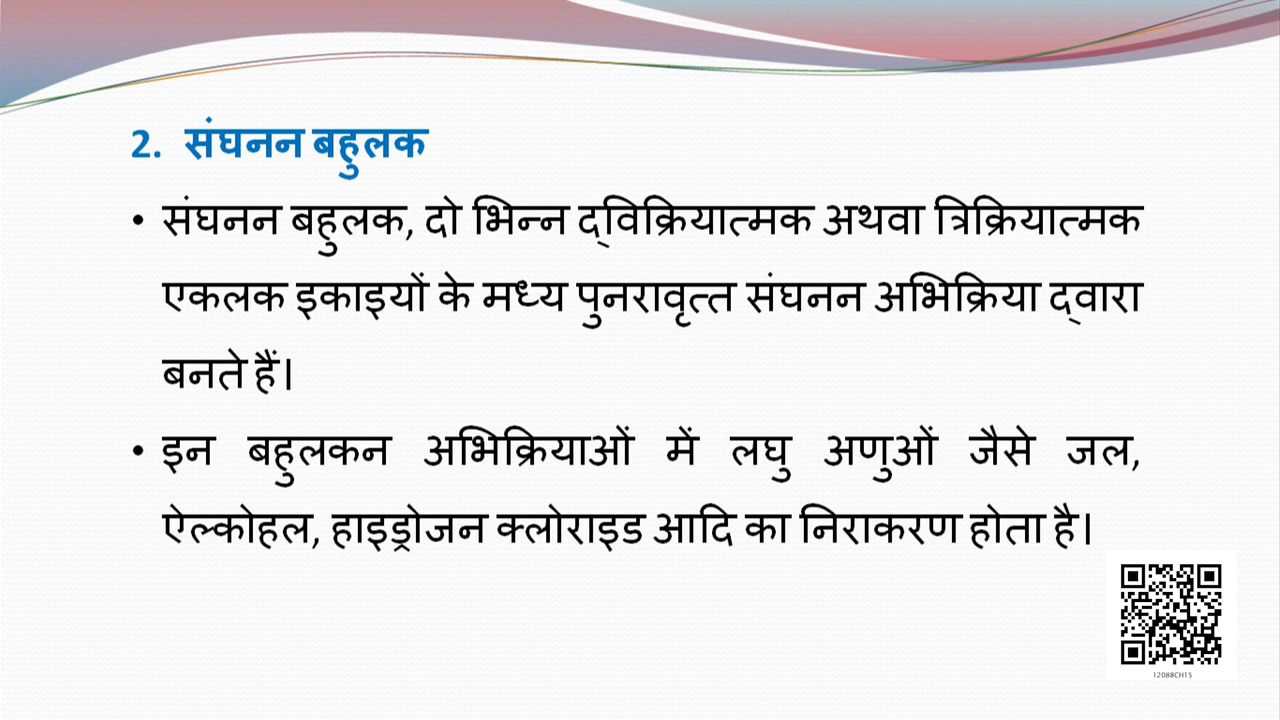 2. संघनन बहुलक
• संघनन बहुलक, दो भिन्न द्विक्रियात्मक अथवा त्रिक्रियात्मक
एकलक इकाइयों के मध्य पुनरावृत्त संघनन अभिक्रिया द्वारा
बनते हैं।
• इन बहुलकन अभिक्रियाओं में लघु अणुओं जैसे जल,
ऐल्कोहल, हाइड्रोजन क्लोराइड आदि का निराकरण होता है।
12088CH15